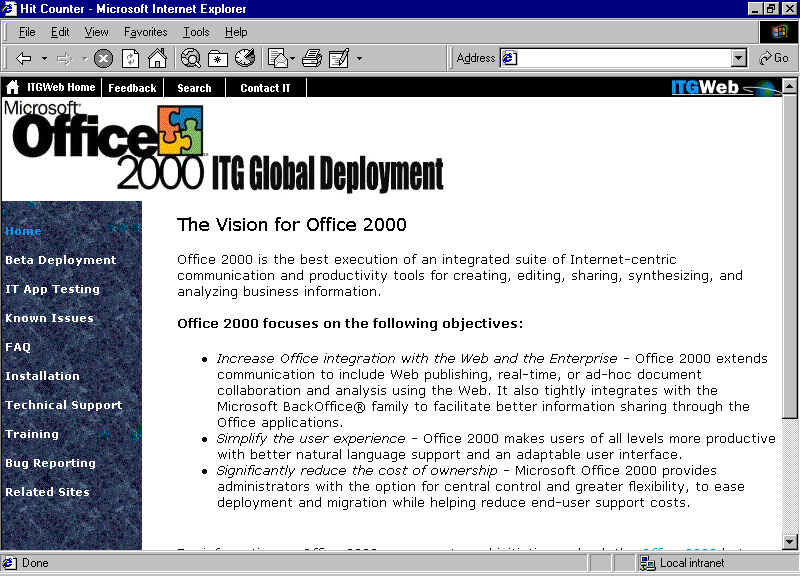 Hit Counter - Microsoft Internet Explorer
File Edit View Favorites Tools Help
Address Go
ITGWeb Home Feedback Search Contact IT ITGWeb
Microsoft®
Office
2000 ITG Global Deployment
Home
Beta Deployment
IT App Testing
Known Issues
FAQ
Installation
Technical Support
Training
Bug Reporting
Related Sites
The Vision for Office 2000
Office 2000 is the best execution of an integrated suite of Internet-centric
communication and productivity tools for creating, editing, sharing, synthesizing, and
analyzing business information.
Office 2000 focuses on the following objectives:
• Increase Office integration with the Web and the Enterprise – Office 2000 extends
communication to include Web publishing, real-time, or ad-hoc document
collaboration and analysis using the Web. It also tightly integrates with the
Microsoft BackOffice® family to facilitate better information sharing through the
Office applications.
• Simplify the user experience – Office 2000 makes users of all levels more productive
with better natural language support and an adaptable user interface.
• Significantly reduce the cost of ownership – Microsoft Office 2000 provides
administrators with the option for central control and greater flexibility, to ease
deployment and migration while helping reduce end-user support costs.
Done Local intranet